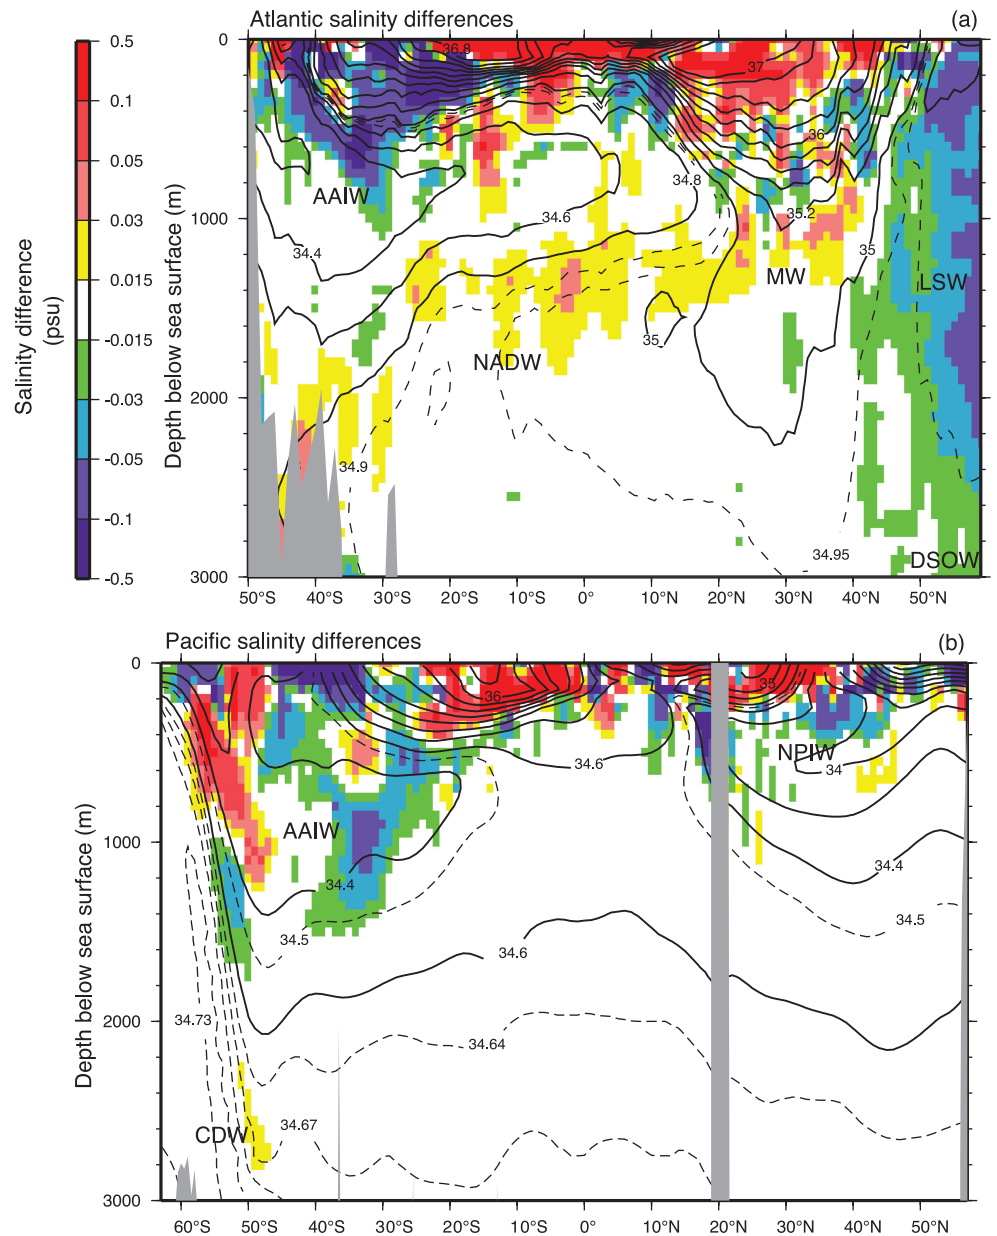 Atlantic salinity differences
(a)
0.5
0.1
0.05
0.03
0.015
-0.015
-0.03
-0.05
-0.1
-0.5
Salinity difference
(psu)
Depth below sea surface (m)
0
1000
2000
3000
36.8
37
36
AAIW
34.8
34.6
35.2
34.4
35
MW
LSW
35
NADW
34.9
34.95
DSOW
50°S 40°S 30°S 20°S 10°S 0° 10°N 20°N 30°N 40°N 50°N
Pacific salinity differences
(b)
Depth below sea surface (m)
0
1000
2000
3000
36
35
NPIW
34.6
34
AAIW
34.4
34.4
34.5
34.5
34.6
34.73
34.64
34.67
CDW
60°S 50°S 40°S 30°S 20°S 10°S 0° 10°N 20°N 30°N 40°N 50°N